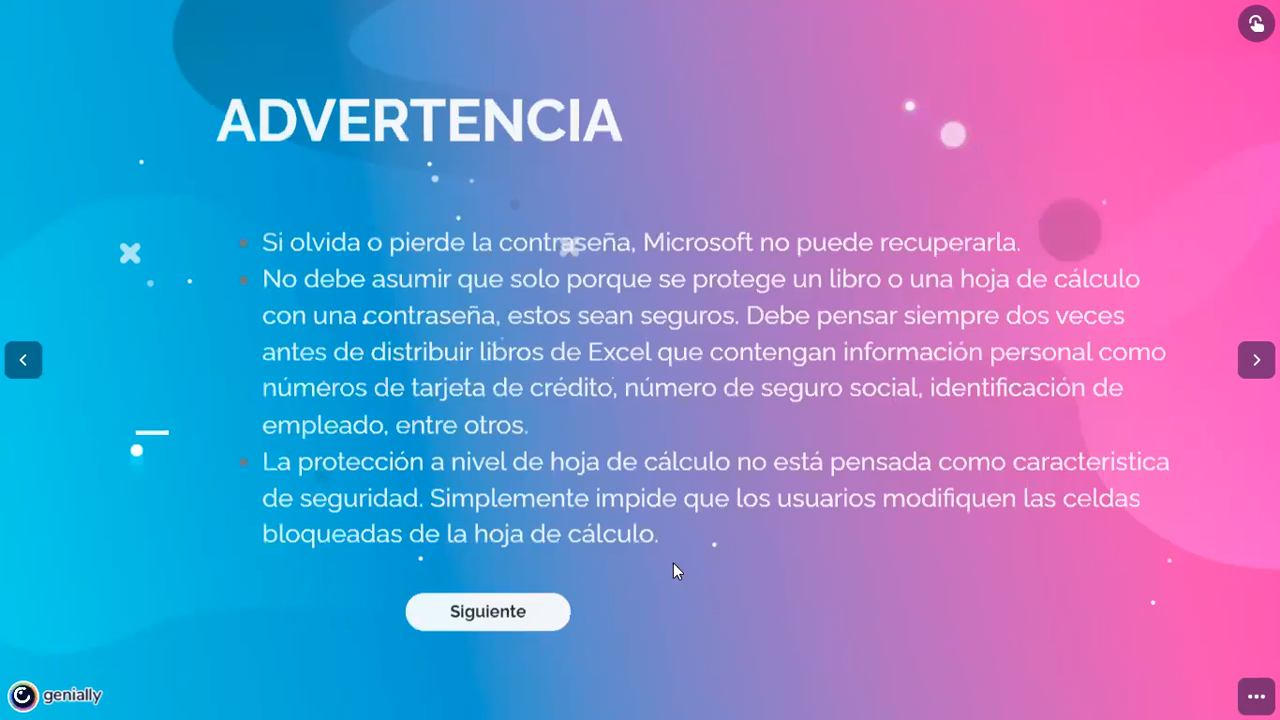 ADVERTENCIA
Si olvida o pierde la contraseña, Microsoft no puede recuperarla.
No debe asumir que solo porque se protege un libro o una hoja de cálculo
con una contraseña, estos sean seguros. Debe pensar siempre dos veces
antes de distribuir libros de Excel que contengan información personal como
números de tarjeta de crédito, número de seguro social, identificación de
empleado, entre otros.
La protección a nivel de hoja de cálculo no está pensada como caracteristica
de seguridad. Simplemente impide que los usuarios modifiquen las celdas
bloqueadas de la hoja de cálculo.
Siguiente
genially